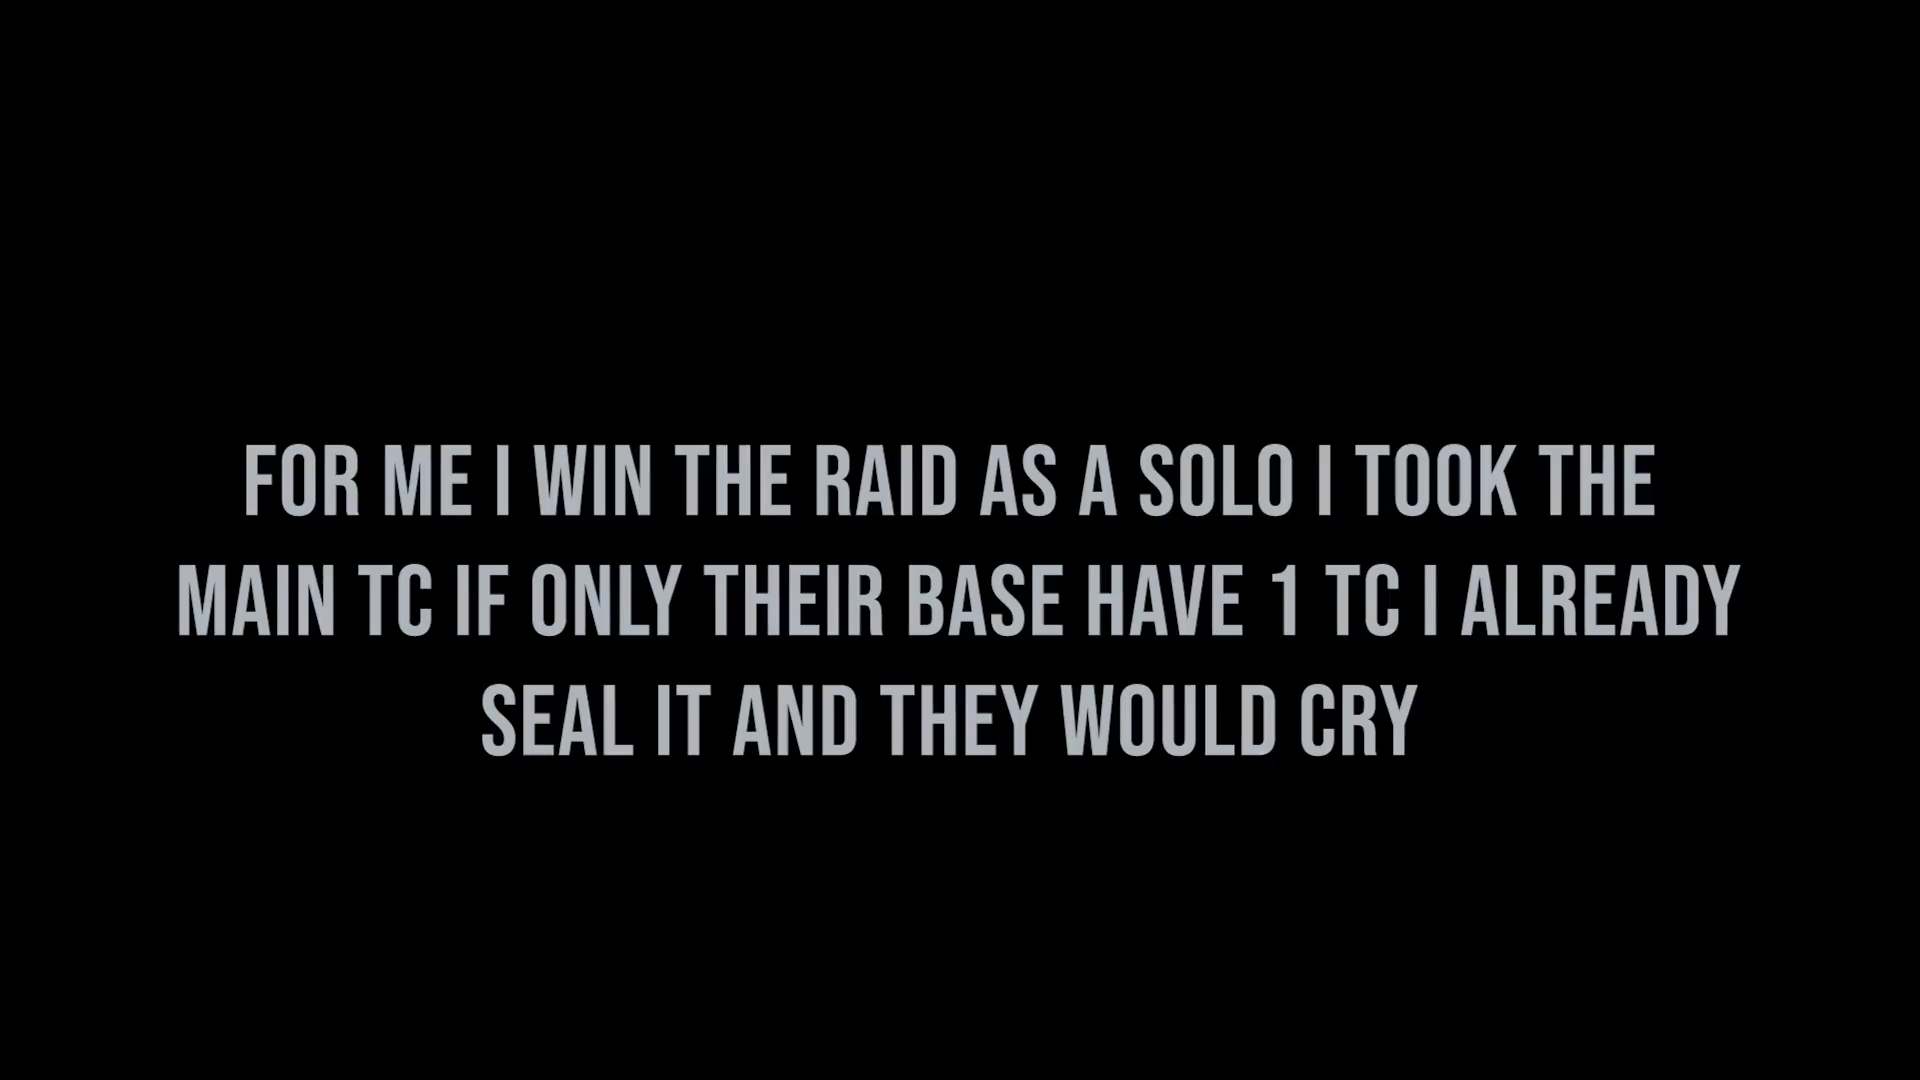 FOR ME I WIN THE RAID AS A SOLO I TOOK THE
MAIN TC IF ONLY THEIR BASE HAVE 1 TC I ALREADY
SEAL IT AND THEY WOULD CRY